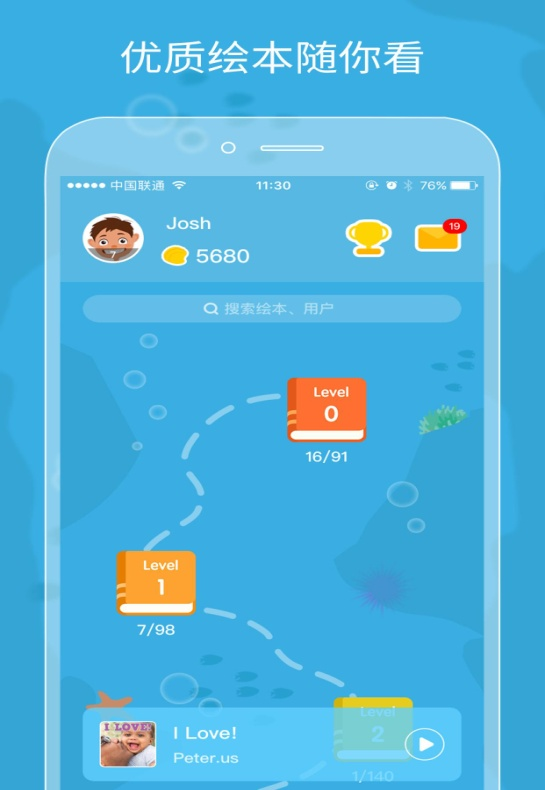 优质绘本随你看
中国联通
11:30
76%
Josh
7
5680
19
搜索绘本、用户
Level
0
16/91
Level
1
7/98
Level
2
I LOVE!
I Love!
Peter.us
1/140